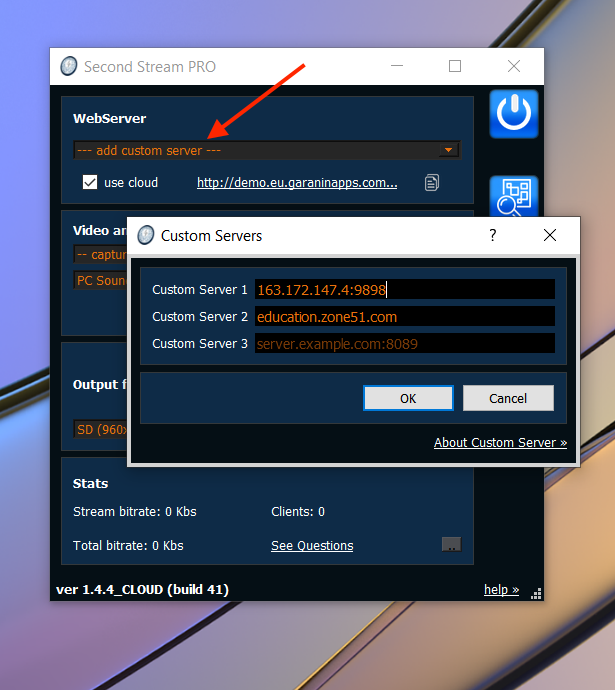 Second Stream PRO
WebServer
--- add custom server ---
use cloud http://demo.eu.garaninapps.com...
Video an
-- captur
PC Soun
Custom Servers
?
Custom Server 1 163.172.147.4:9898
Custom Server 2 education.zone51.com
Custom Server 3 server.example.com:8089
OK Cancel
About Custom Server »
Output f
SD (960x
Stats
Stream bitrate: 0 Kbs Clients: 0
Total bitrate: 0 Kbs See Questions
..
ver 1.4.4_CLOUD (build 41) help »